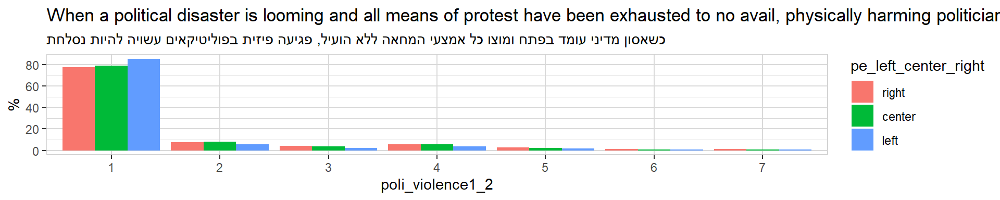 When a political disaster is looming and all means of protest have been exhausted to no avail, physically harming politician
כשאסון מדיני עומד בפתח ומוצו כל אמצעי המחאה ללא הועיל, פגיעה פיזית בפוליטיקאים עשויה להיות נסלחת
80
60
40
20
0
%
1 2 3 4 5 6 7
poli_violence1_2
pe_left_center_right
right
center
left